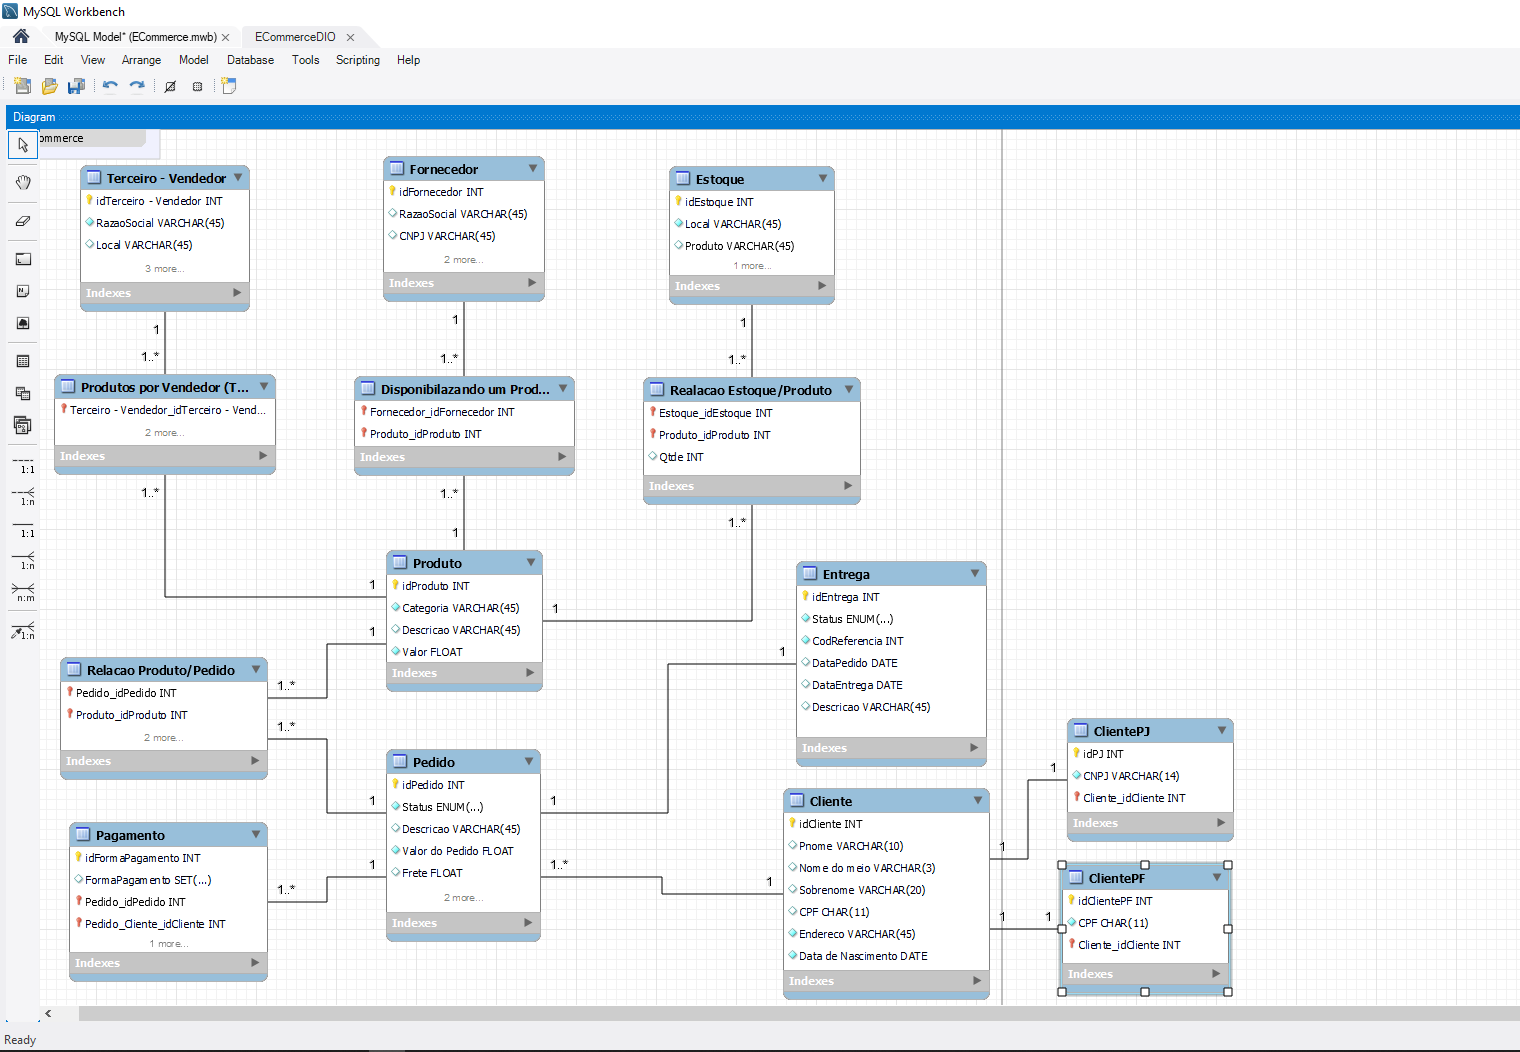 MySQL Workbench
MySQL Model* (ECommerce.mwb)
ECommerceDIO
File Edit View Arrange Model Database Tools Scripting Help
Diagram
ommerce
Terceiro - Vendedor
idTerceiro - Vendedor INT
RazaoSocial VARCHAR(45)
Local VARCHAR(45)
3 more...
Indexes
Fornecedor
idFornecedor INT
RazaoSocial VARCHAR(45)
CNPJ VARCHAR(45)
2 more...
Indexes
Estoque
idEstoque INT
Local VARCHAR(45)
Produto VARCHAR(45)
1 more...
Indexes
1
1..*
1
1..*
1
1..*
Produtos por Vendedor (T...
Terceiro - Vendedor_idTerceiro - Vend...
2 more...
Indexes
Disponibilazando um Prod...
Fornecedor_idFornecedor INT
Produto_idProduto INT
Indexes
Realacao Estoque/Produto
Estoque_idEstoque INT
Produto_idProduto INT
Qtde INT
Indexes
1:1
1:n
1:1
1:n
n:m
1:n
1..*
1..*
1
1..*
1
1
1
Produto
idProduto INT
Categoria VARCHAR(45)
Descricao VARCHAR(45)
Valor FLOAT
Indexes
Entrega
idEntrega INT
Status ENUM(...)
CodReferencia INT
DataPedido DATE
DataEntrega DATE
Descricao VARCHAR(45)
Indexes
1
Relacao Produto/Pedido
Pedido_idPedido INT
Produto_idProduto INT
2 more...
Indexes
1..*
1..*
1
1
Pedido
idPedido INT
Status ENUM(...)
Descricao VARCHAR(45)
Valor do Pedido FLOAT
Frete FLOAT
2 more...
Indexes
Pagamento
idFormaPagamento INT
FormaPagamento SET(...)
Pedido_idPedido INT
Pedido_Cliente_idCliente INT
1 more...
Indexes
1
1..*
1..*
1
Cliente
idCliente INT
Pnome VARCHAR(10)
Nome do meio VARCHAR(3)
Sobrenome VARCHAR(20)
CPF CHAR(11)
Endereco VARCHAR(45)
Data de Nascimento DATE
Indexes
1
1
ClientePJ
idPJ INT
CNPJ VARCHAR(14)
Cliente_idCliente INT
Indexes
1
1
ClientePF
idClientePF INT
CPF CHAR(11)
Cliente_idCliente INT
Indexes
Ready